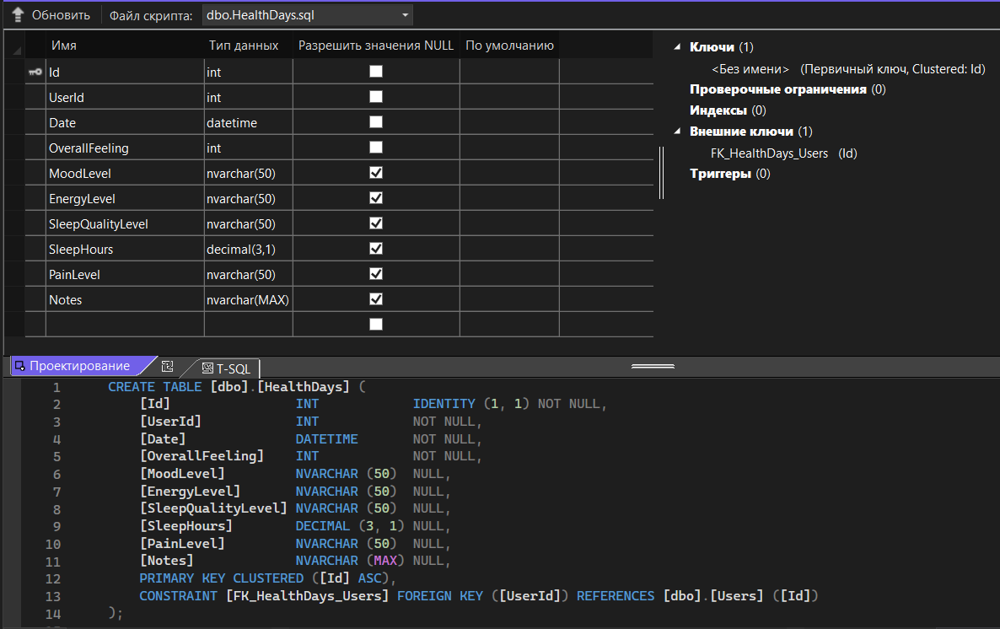 Обновить Файл скрипта: dbo.HealthDays.sql
Имя Тип данных Разрешить значения NULL По умолчанию
Id int
UserId int
Date datetime
OverallFeeling int
MoodLevel nvarchar(50)
EnergyLevel nvarchar(50)
SleepQualityLevel nvarchar(50)
SleepHours decimal(3,1)
PainLevel nvarchar(50)
Notes nvarchar(MAX)
Ключи (1)
<Без имени> (Первичный ключ, Clustered: Id)
Проверочные ограничения (0)
Индексы (0)
Внешние ключи (1)
FK_HealthDays_Users (Id)
Триггеры (0)
Проектирование T-SQL
1 CREATE TABLE [dbo].[HealthDays] (
2 [Id] INT IDENTITY (1, 1) NOT NULL,
3 [UserId] INT NOT NULL,
4 [Date] DATETIME NOT NULL,
5 [OverallFeeling] INT NOT NULL,
6 [MoodLevel] NVARCHAR (50) NULL,
7 [EnergyLevel] NVARCHAR (50) NULL,
8 [SleepQualityLevel] NVARCHAR (50) NULL,
9 [SleepHours] DECIMAL (3, 1) NULL,
10 [PainLevel] NVARCHAR (50) NULL,
11 [Notes] NVARCHAR (MAX) NULL,
12 PRIMARY KEY CLUSTERED ([Id] ASC),
13 CONSTRAINT [FK_HealthDays_Users] FOREIGN KEY ([UserId]) REFERENCES [dbo].[Users] ([Id])
14 );